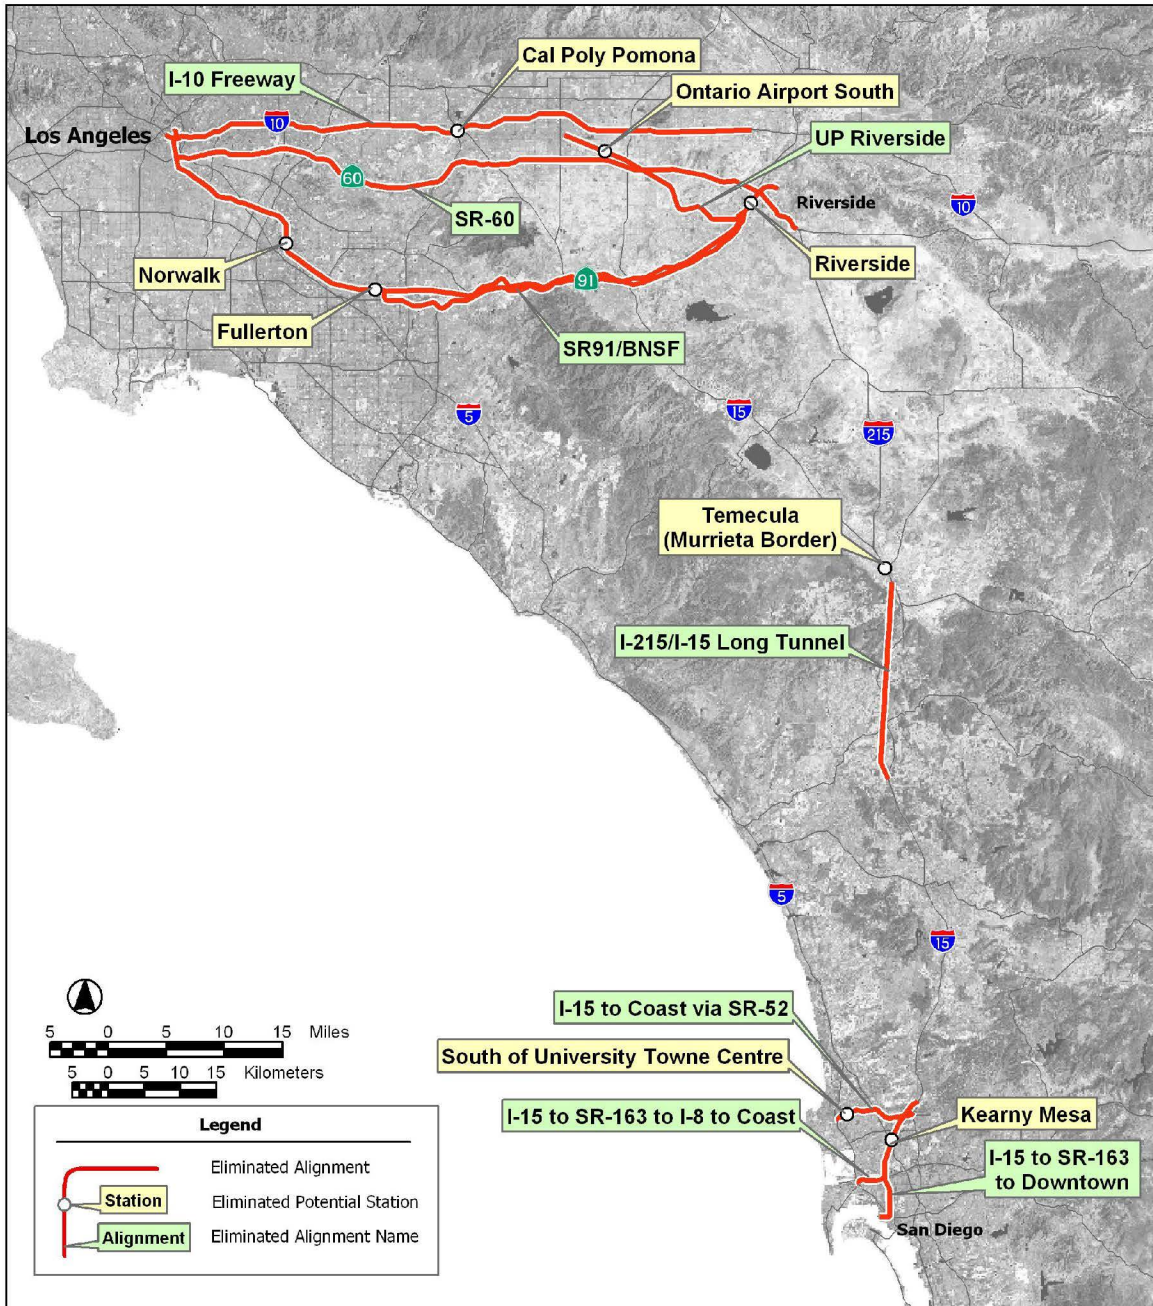 Cal Poly Pomona
I-10 Freeway
Ontario Airport South
10
Los Angeles
UP Riverside
60
SR-60
Riverside
10
Norwalk
Riverside
91
Fullerton
SR91/BNSF
5
15
215
Temecula
(Murrieta Border)
I-215/I-15 Long Tunnel
5
15
I-15 to Coast via SR-52
South of University Towne Centre
I-15 to SR-163 to I-8 to Coast
Kearny Mesa
I-15 to SR-163
to Downtown
San Diego
5 0 5 10 15 Miles
5 0 5 10 15 Kilometers
Legend
Eliminated Alignment
Station
Eliminated Potential Station
Alignment
Eliminated Alignment Name